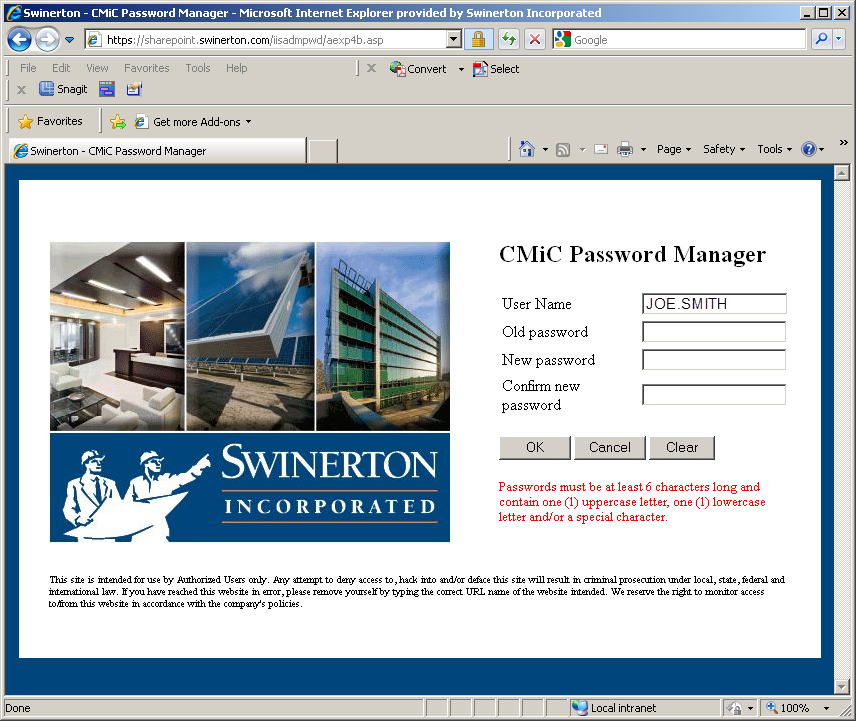 Swinerton - CMiC Password Manager - Microsoft Internet Explorer provided by Swinerton Incorporated
https://sharepoint.swinerton.com/iisadmpwd/aexp4b.asp
Google
File Edit View Favorites Tools Help
x Convert Select
x Snagit
Favorites
Get more Add-ons
Swinerton - CMiC Password Manager
Page Safety Tools »
CMiC Password Manager
User Name JOE.SMITH
Old password
New password
Confirm new
password
OK Cancel Clear
Passwords must be at least 6 characters long and
contain one (1) uppercase letter, one (1) lowercase
letter and/or a special character.
SWINERTON
INCORPORATED
This site is intended for use by Authorized Users only. Any attempt to deny access to, hack into and/or deface this site will result in criminal prosecution under local, state, federal and
international law. If you have reached this website in error, please remove yourself by typing the correct URL name of the website intended. We reserve the right to monitor access
to/from this website in accordance with the company's policies.
Done
Local intranet
100%